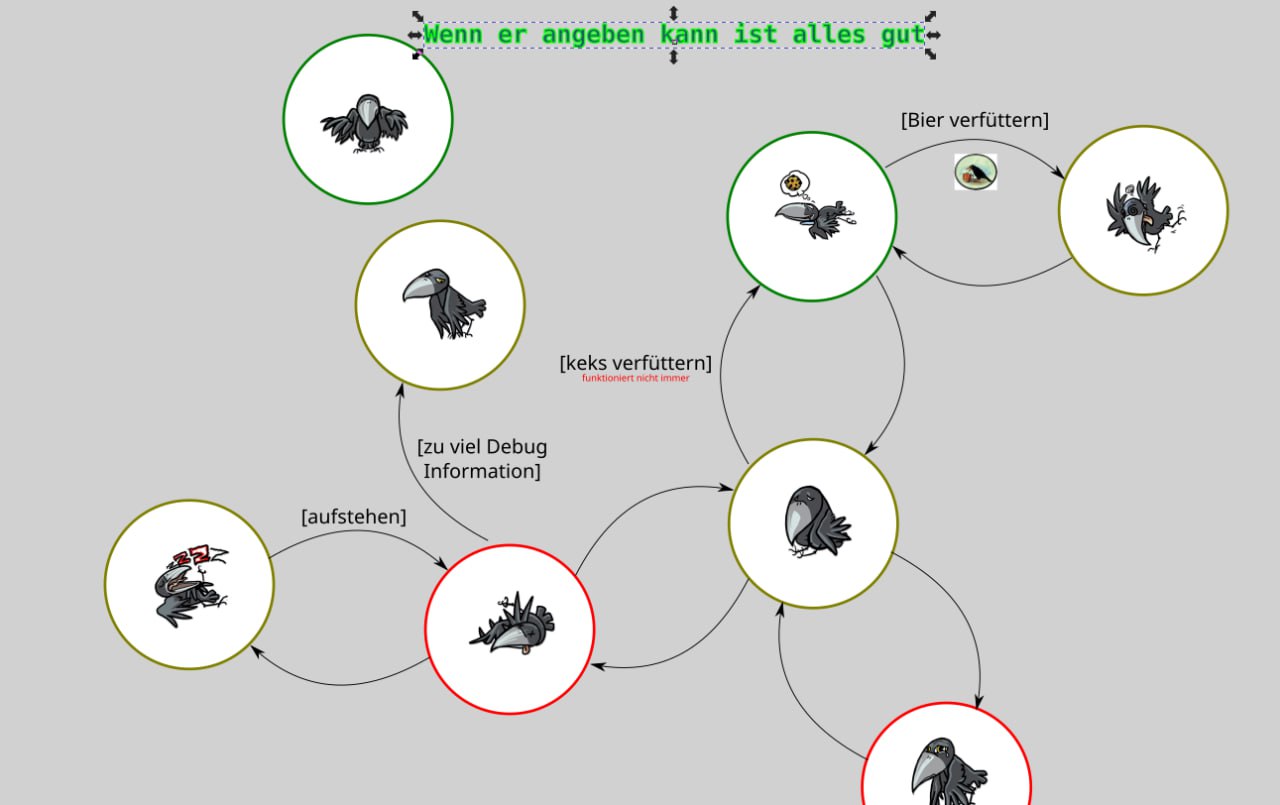 Wenn er angeben kann ist alles gut
[Bier verfüttern]
[keks verfüttern]
funktioniert nicht immer
[zu viel Debug
Information]
[aufstehen]